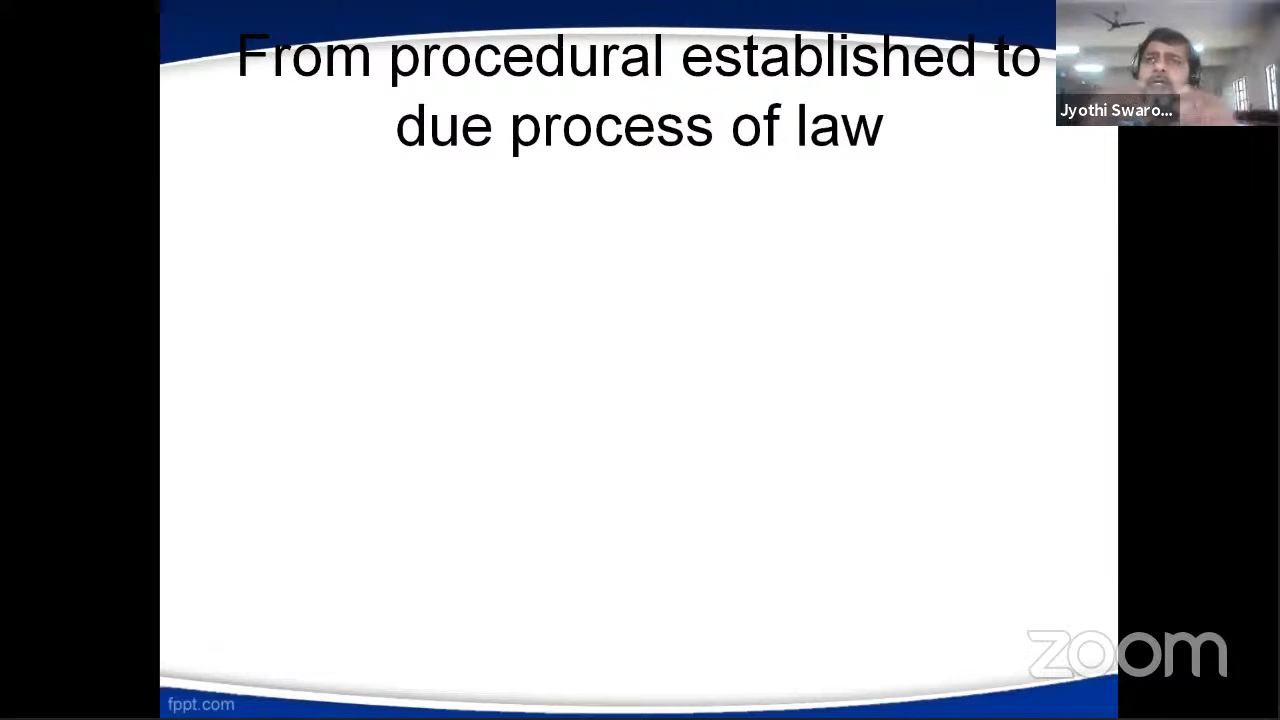 From procedural established to
due process of law
Jyothi Swaro...
zoom
fppt.com